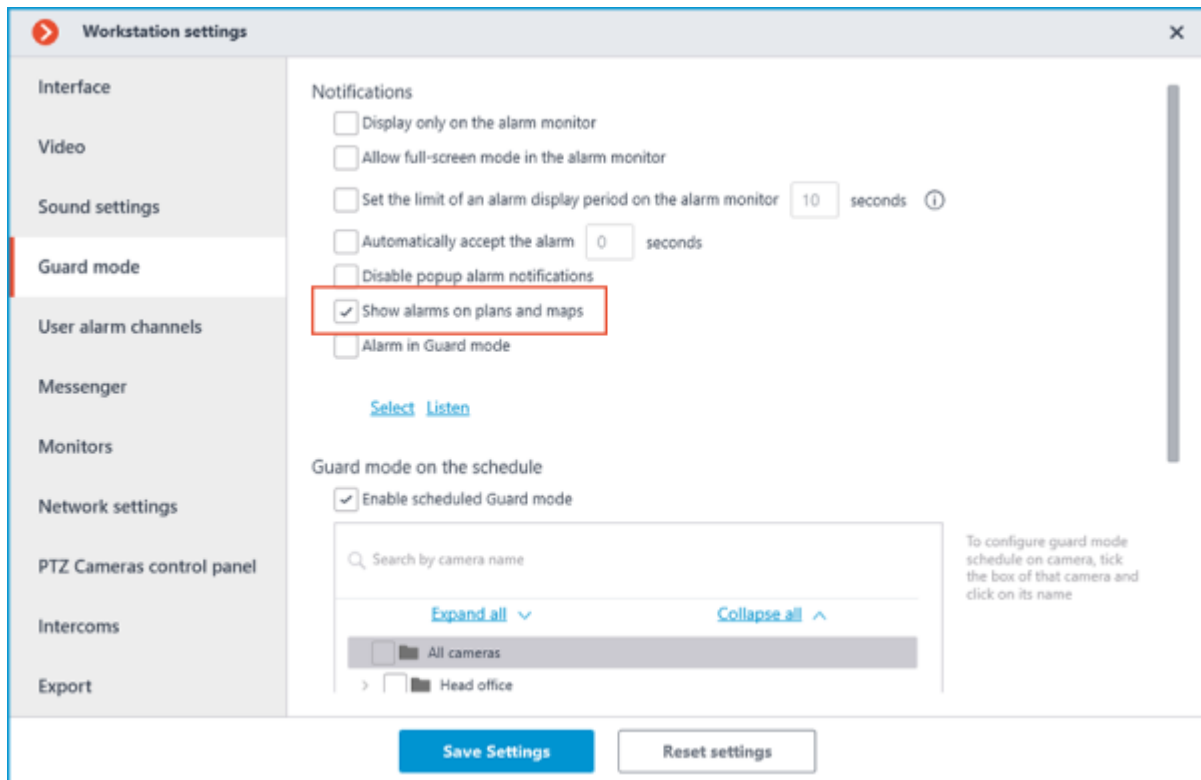 Workstation settings
Interface
Video
Sound settings
Guard mode
User alarm channels
Messenger
Monitors
Network settings
PTZ Cameras control panel
Intercoms
Export
Notifications
Display only on the alarm monitor
Allow full-screen mode in the alarm monitor
Set the limit of an alarm display period on the alarm monitor 10 seconds
Automatically accept the alarm 0 seconds
Disable popup alarm notifications
Show alarms on plans and maps
Alarm in Guard mode
Select Listen
Guard mode on the schedule
Enable scheduled Guard mode
Search by camera name
Expand all Collapse all
All cameras
Head office
To configure guard mode
schedule on camera, tick
the box of that camera and
click on its name
Save Settings Reset settings